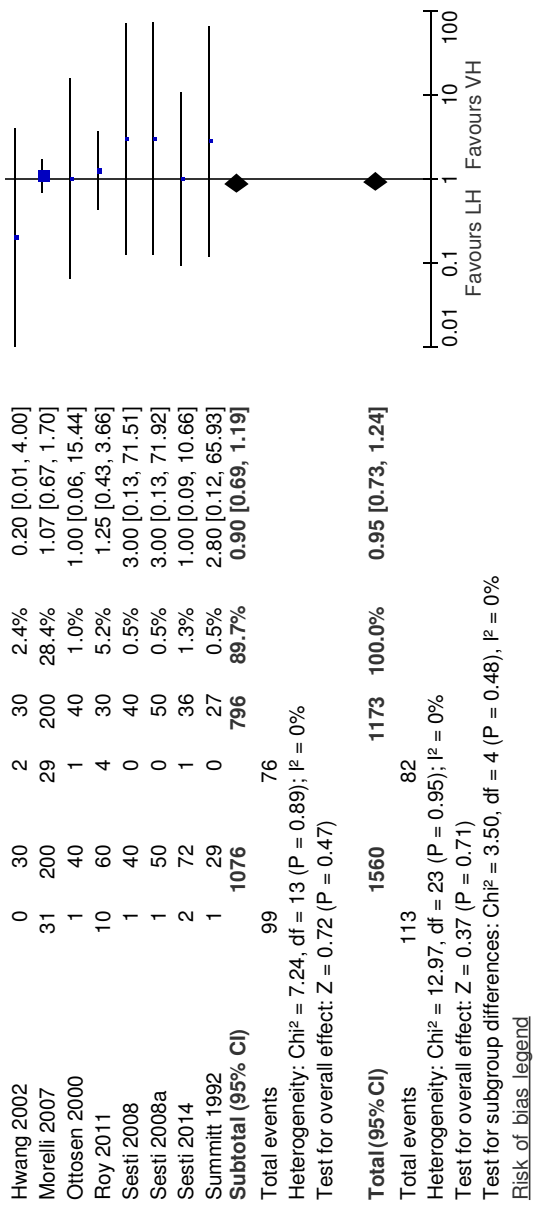 Hwang 2002 0 30 2 30 2.4% 0.20 [0.01, 4.00]
Morelli 2007 31 200 29 200 28.4% 1.07 [0.67, 1.70]
Ottosen 2000 1 40 1 40 1.0% 1.00 [0.06, 15.44]
Roy 2011 10 60 4 30 5.2% 1.25 [0.43, 3.66]
Sesti 2008 1 40 0 40 0.5% 3.00 [0.13, 71.51]
Sesti 2008a 1 50 0 50 0.5% 3.00 [0.13, 71.92]
Sesti 2014 2 72 1 36 1.3% 1.00 [0.09, 10.66]
Summitt 1992 1 29 0 27 0.5% 2.80 [0.12, 65.93]
Subtotal (95% CI) 1076 796 89.7% 0.90 [0.69, 1.19]
Total events 99 76
Heterogeneity: Chi² = 7.24, df = 13 (P = 0.89); I² = 0%
Test for overall effect: Z = 0.72 (P = 0.47)
Total (95% CI) 1560 1173 100.0% 0.95 [0.73, 1.24]
Total events 113 82
Heterogeneity: Chi² = 12.97, df = 23 (P = 0.95); I² = 0%
Test for overall effect: Z = 0.37 (P = 0.71)
Test for subgroup differences: Chi² = 3.50, df = 4 (P = 0.48), I² = 0%
0.01 0.1 1 10 100
Favours LH Favours VH
Risk of bias legend